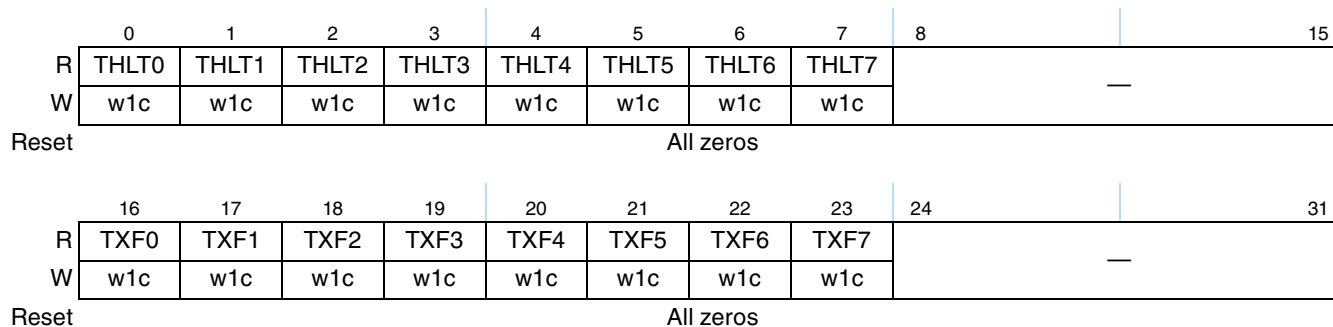 0 1 2 3 4 5 6 7 8 15
R THLT0 THLT1 THLT2 THLT3 THLT4 THLT5 THLT6 THLT7 —
W w1c w1c w1c w1c w1c w1c w1c w1c
Reset All zeros
16 17 18 19 20 21 22 23 24 31
R TXF0 TXF1 TXF2 TXF3 TXF4 TXF5 TXF6 TXF7 —
W w1c w1c w1c w1c w1c w1c w1c w1c
Reset All zeros